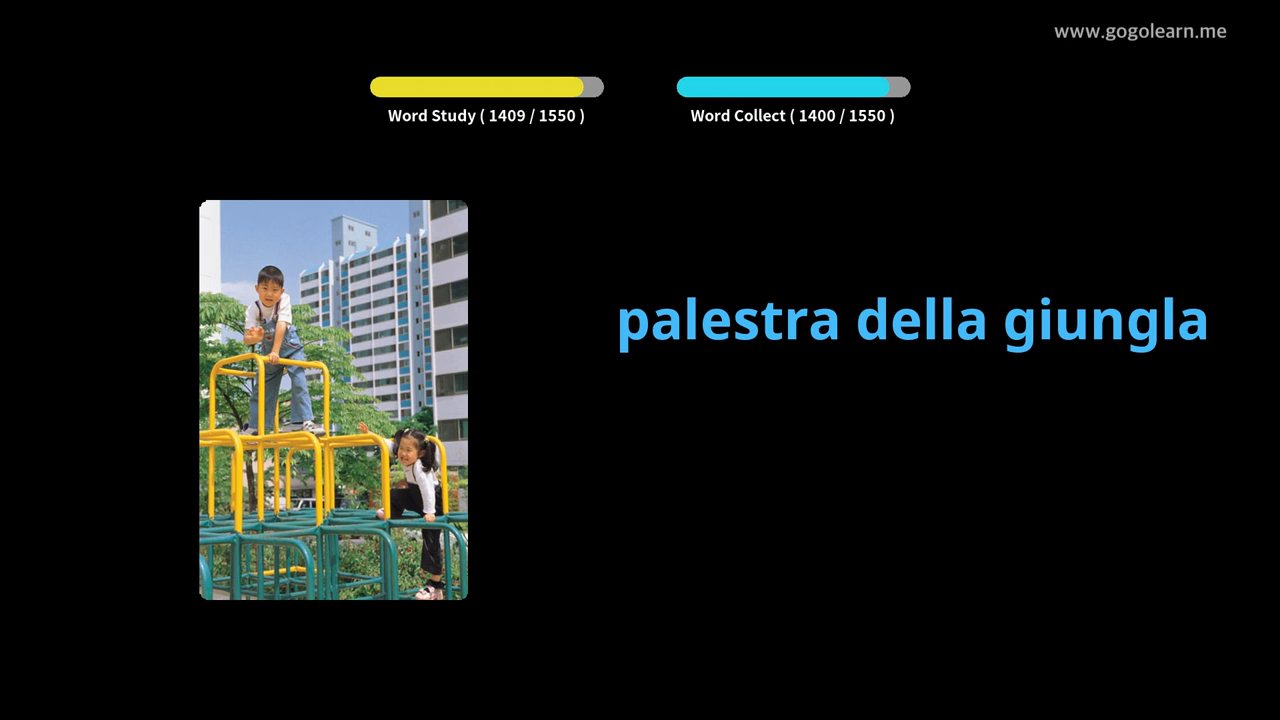 www.gogolearn.me
Word Study ( 1409 / 1550 )
Word Collect ( 1400 / 1550 )
palestra della giungla